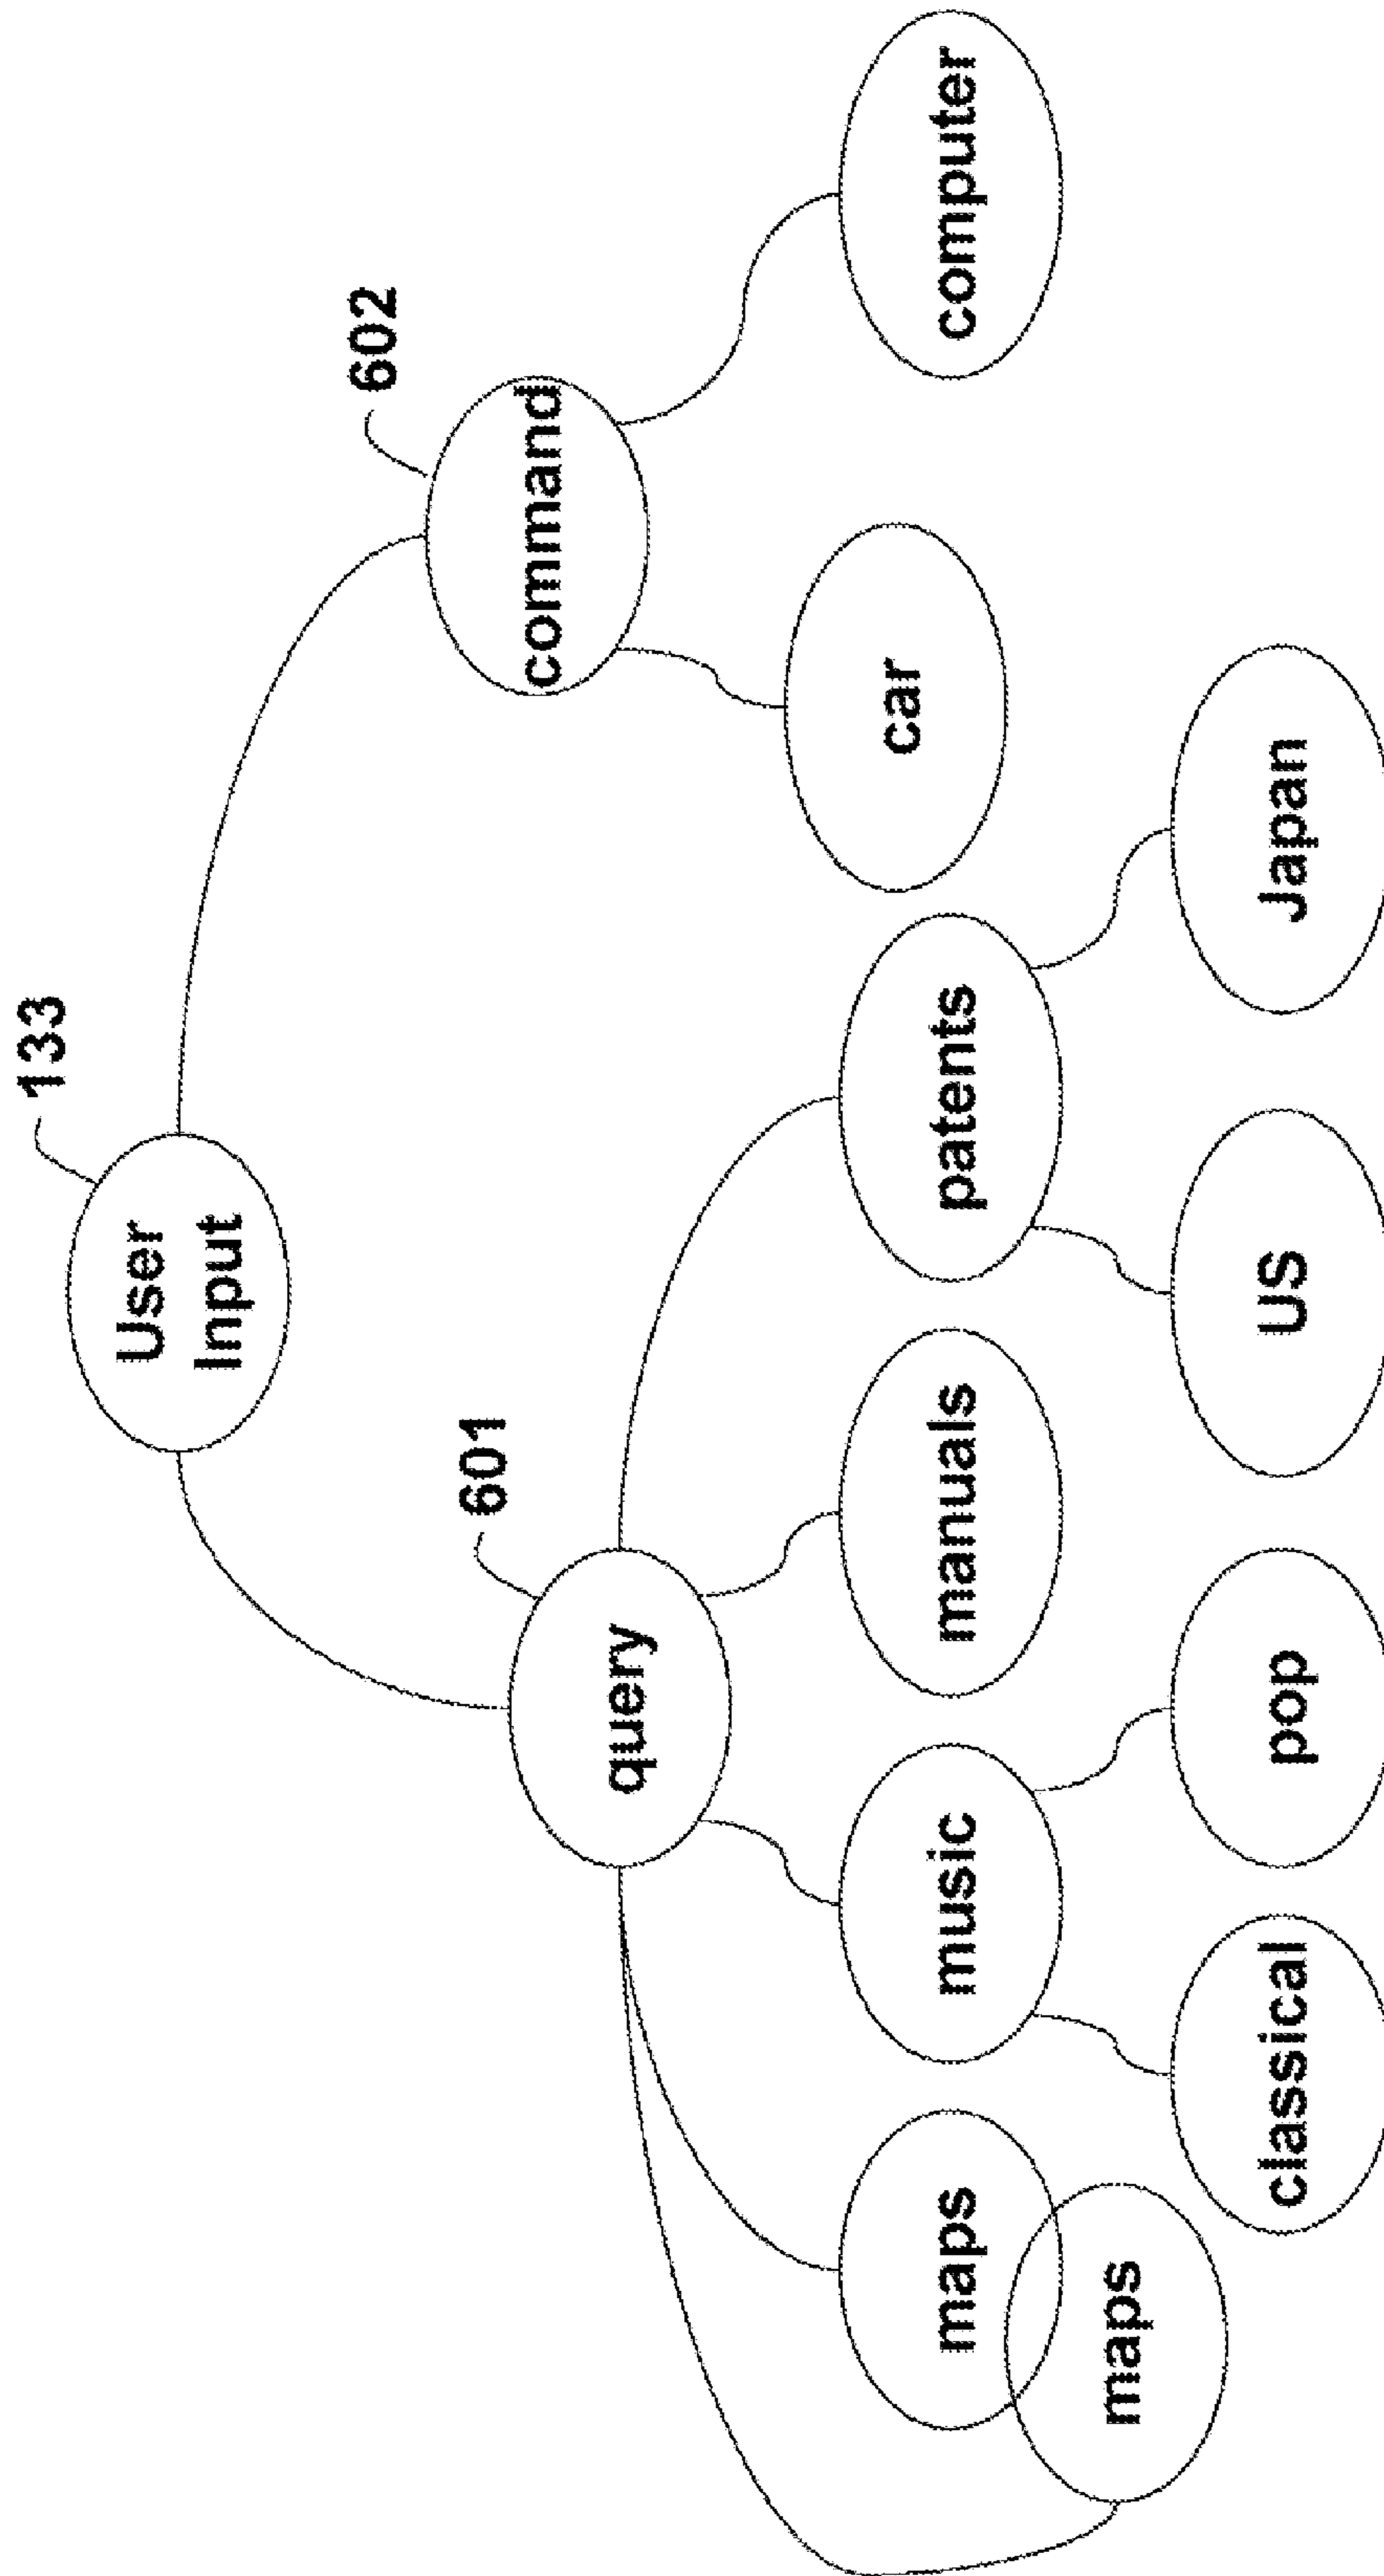 133
User
Input
601
602
query
command
maps
maps
music
manuals
patents
car
computer
classical
pop
US
Japan